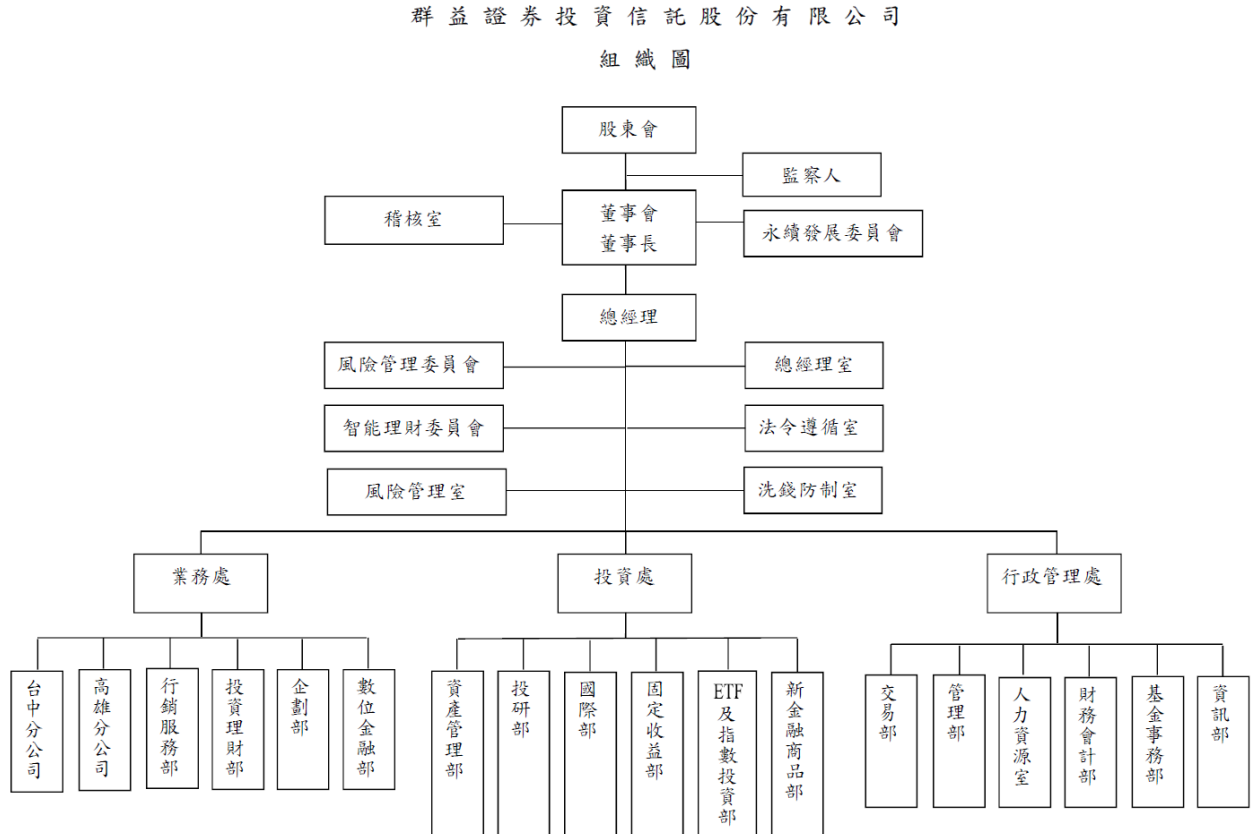 群益證券投資信託股份有限公司
組織圖
股東會
監察人
稽核室
董事會
董事長
永續發展委員會
總經理
風險管理委員會
總經理室
智能理財委員會
法令遵循室
風險管理室
洗錢防制室
業務處
投資處
行政管理處
台中分公司
高雄分公司
行銷服務部
投資理財部
企劃部
數位金融部
資產管理部
投研部
國際部
固定收益部
ETF及指數投資部
新金融商品部
交易部
管理部
人力資源室
財務會計部
基金事務部
資訊部